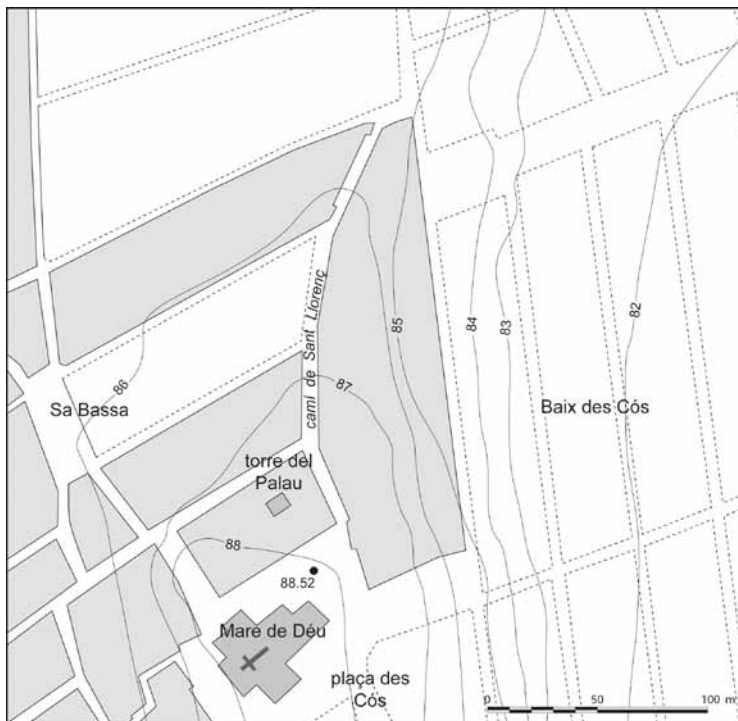 camí de Sant Llorenç
82
85
84
83
86
87
Sa Bassa
Baix des Cós
torre del
Palau
88
88.52
Mare de Déu
plaça des
Cós
0
50
100 m